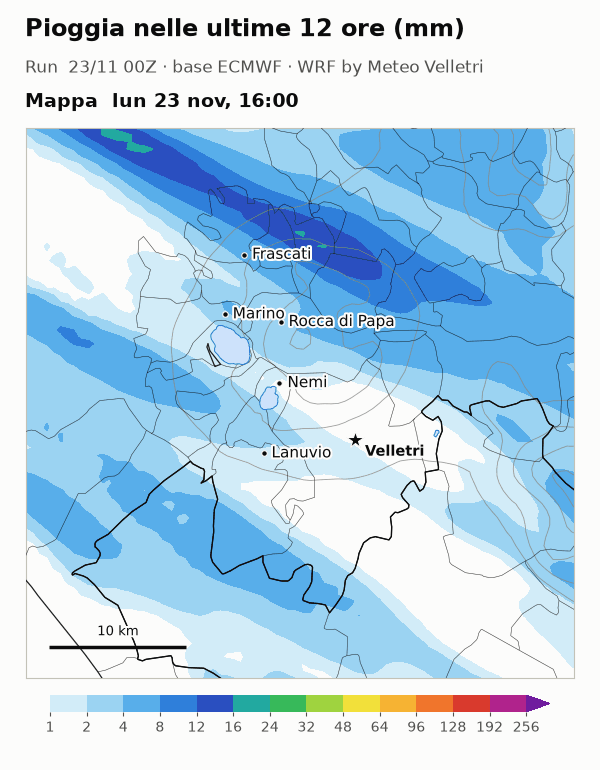 Pioggia nelle ultime 12 ore (mm)
Run  23/11 00Z · base ECMWF · WRF by Meteo Velletri
Mappa  lun 23 nov, 16:00
Frascati
Marino
Rocca di Papa
Nemi
Velletri
Lanuvio
10 km
1 2 4 8 12 16 24 32 48 64 96 128 192 256